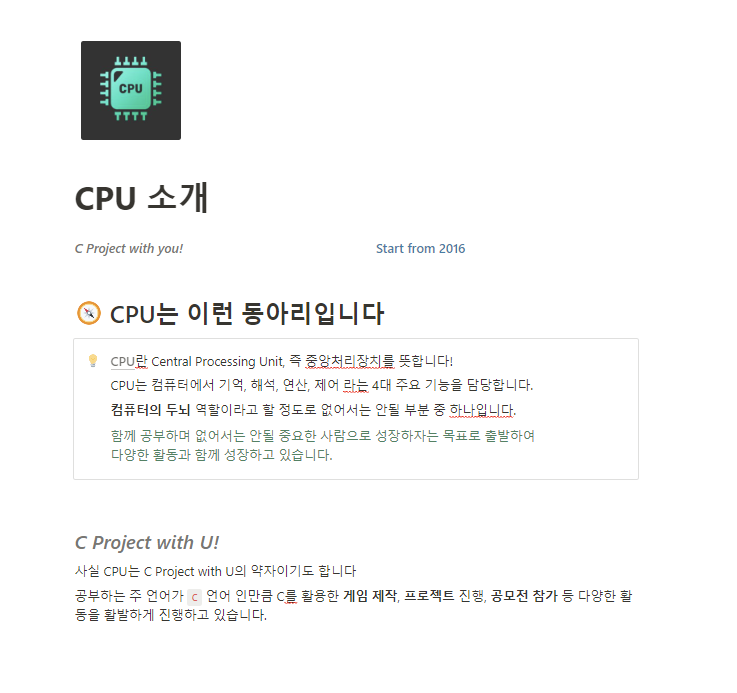 CPU
CPU 소개
C Project with you!
Start from 2016
CPU는 이런 동아리입니다
CPU란 Central Processing Unit, 즉 중앙처리장치를 뜻합니다!
CPU는 컴퓨터에서 기억, 해석, 연산, 제어 라는 4대 주요 기능을 담당합니다.
컴퓨터의 두뇌 역할이라고 할 정도로 없어서는 안될 부분 중 하나입니다.
함께 공부하며 없어서는 안될 중요한 사람으로 성장하자는 목표로 출발하여
다양한 활동과 함께 성장하고 있습니다.
C Project with U!
사실 CPU는 C Project with U의 약자이기도 합니다
공부하는 주 언어가 C 언어 인만큼 C를 활용한 게임 제작, 프로젝트 진행, 공모전 참가 등 다양한 활
동을 활발하게 진행하고 있습니다.